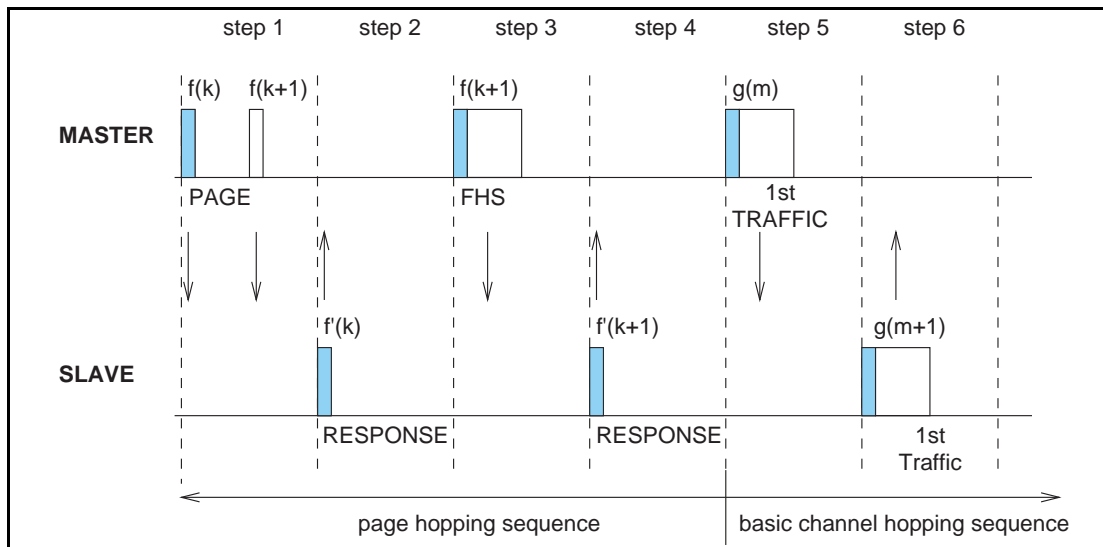 step 1 step 2 step 3 step 4 step 5 step 6
f(k) f(k+1) f(k+1) g(m)
MASTER
PAGE FHS 1st
TRAFFIC
f'(k) f'(k+1) g(m+1)
SLAVE
RESPONSE RESPONSE 1st
Traffic
page hopping sequence basic channel hopping sequence